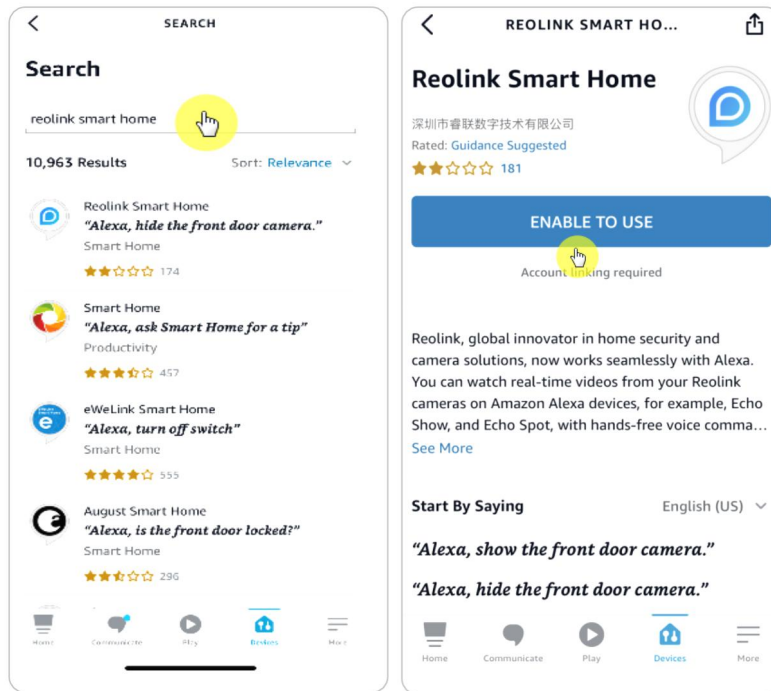 SEARCH
Search
reolink smart home
10,963 Results Sort: Relevance
Reolink Smart Home
“Alexa, hide the front door camera.”
Smart Home
174
Smart Home
“Alexa, ask Smart Home for a tip”
Productivity
457
eWeLink Smart Home
“Alexa, turn off switch”
Smart Home
555
August Smart Home
“Alexa, is the front door locked?”
Smart Home
296
Home Communicate Play Devices More
REOLINK SMART HO...
Reolink Smart Home
深圳市睿联数字技术有限公司
Rated: Guidance Suggested
181
ENABLE TO USE
Account linking required
Reolink, global innovator in home security and
camera solutions, now works seamlessly with Alexa.
You can watch real-time videos from your Reolink
cameras on Amazon Alexa devices, for example, Echo
Show, and Echo Spot, with hands-free voice comma...
See More
Start By Saying English (US)
“Alexa, show the front door camera.”
“Alexa, hide the front door camera.”
Home Communicate Play Devices More